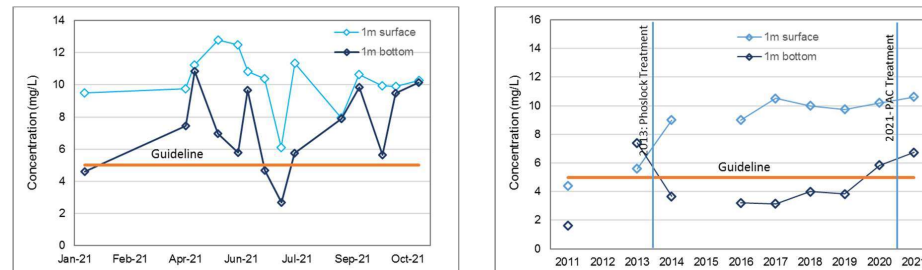 14
12
10
8
6
4
2
0
Concentration (mg/L)
1m surface
1m bottom
Guideline
Jan-21 Feb-21 Apr-21 Jun-21 Jul-21 Sep-21 Oct-21
16
14
12
10
8
6
4
2
0
Concentration (mg/L)
1m surface
1m bottom
2013: Phoslock Treatment
2021- PAC Treatment
Guideline
2011 2012 2013 2014 2015 2016 2017 2018 2019 2020